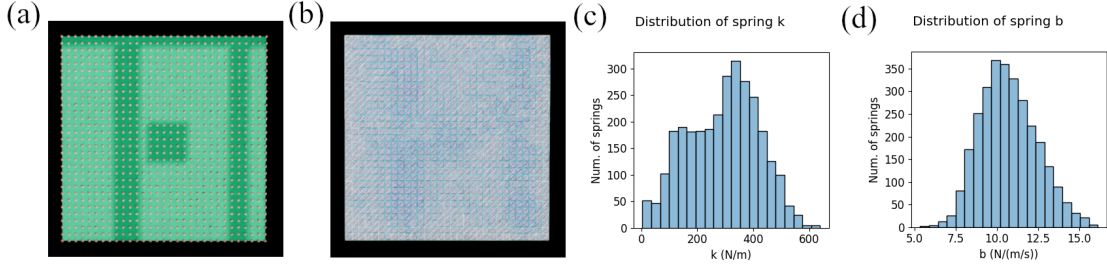 (a)
(b)
(c)
(d)
Distribution of spring k
Num. of springs
300
250
200
150
100
50
0
0
200
400
600
k (N/m)
Distribution of spring b
Num. of springs
350
300
250
200
150
100
50
0
5.0
7.5
10.0
12.5
15.0
b (N/(m/s))